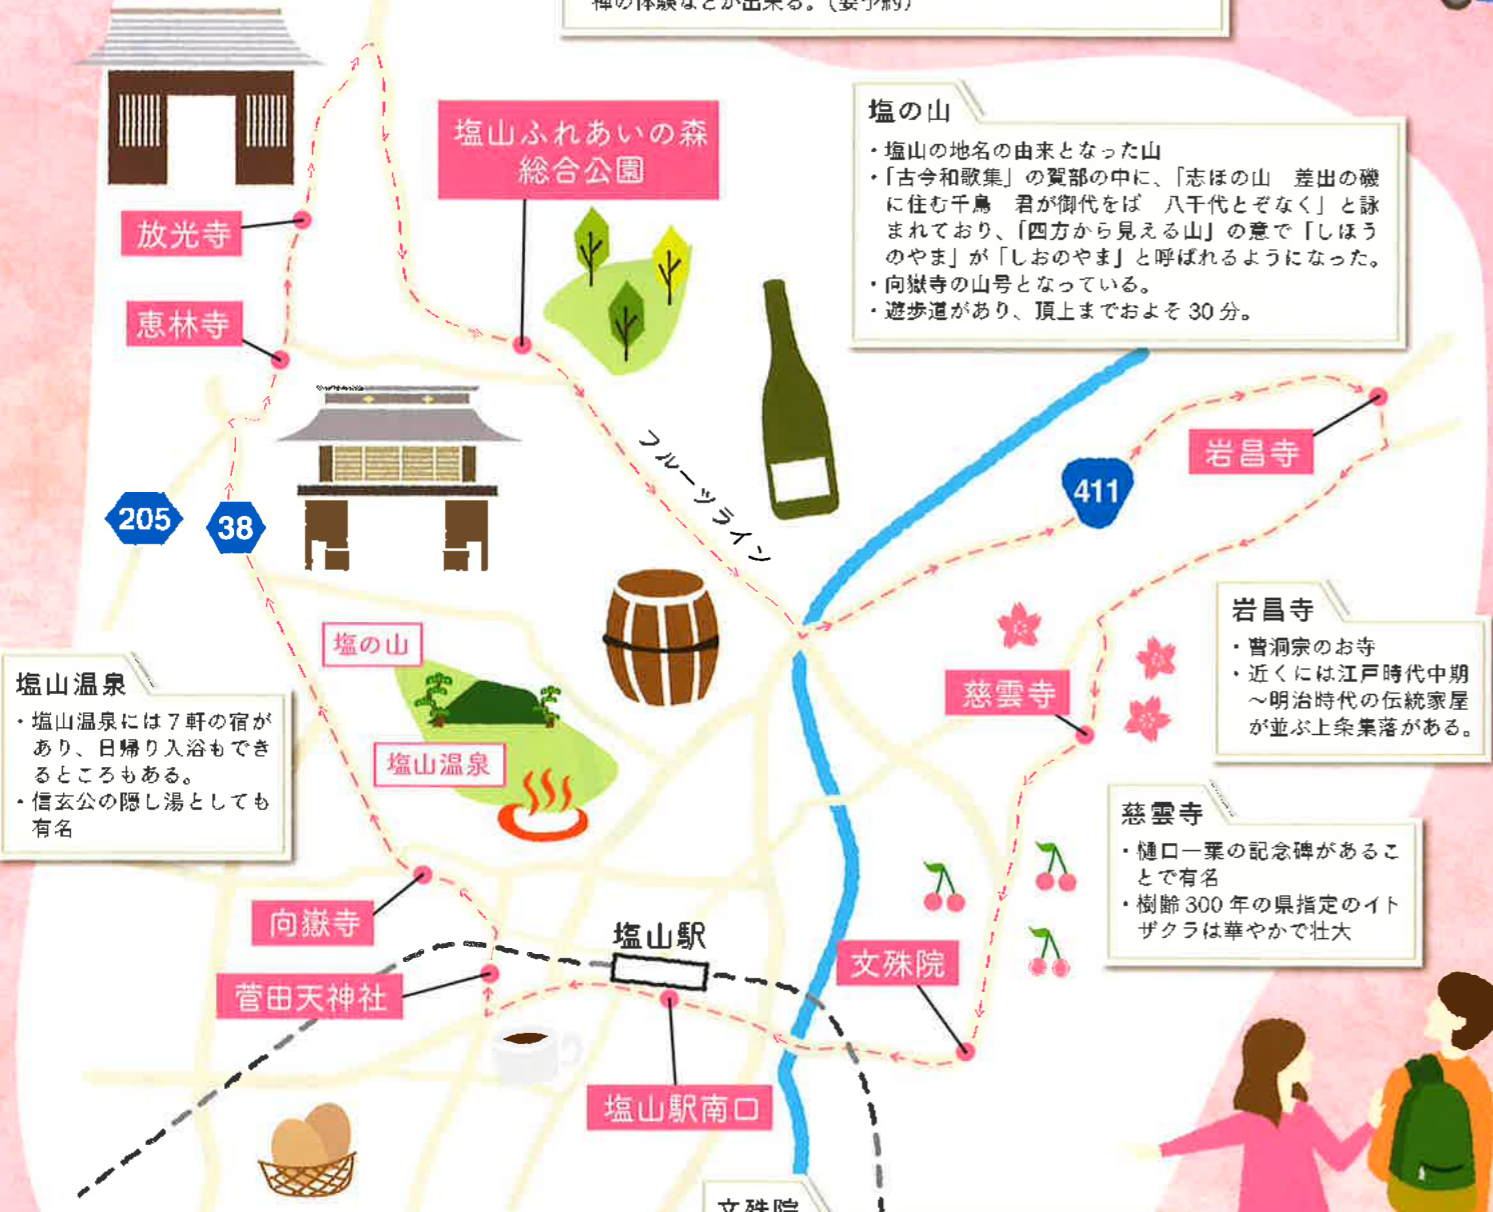 禅の体験などが出来る。（要予約）
塩山ふれあいの森
総合公園
塩の山
・塩山の地名の由来となった山
・「古今和歌集」の賀部の中に、「志ほの山　差出の磯
に住む千鳥　君が御代をば　八千代とぞなく」と詠
まれており、「四方から見える山」の意で「しほう
のやま」が「しおのやま」と呼ばれるようになった。
・向嶽寺の山号となっている。
・遊歩道があり、頂上までおよそ30分。
放光寺
恵林寺
フルーツライン
岩昌寺
411
205
38
塩の山
塩山温泉
塩山温泉
・塩山温泉には7軒の宿が
あり、日帰り入浴もでき
るところもある。
・信玄公の隠し湯としても
有名
岩昌寺
・曹洞宗のお寺
・近くには江戸時代中期
～明治時代の伝統家屋
が並ぶ上条集落がある。
慈雲寺
慈雲寺
・樋口一葉の記念碑があるこ
とで有名
・樹齢300年の県指定のイト
ザクラは華やかで壮大
向嶽寺
塩山駅
文殊院
菅田天神社
塩山駅南口
文殊院